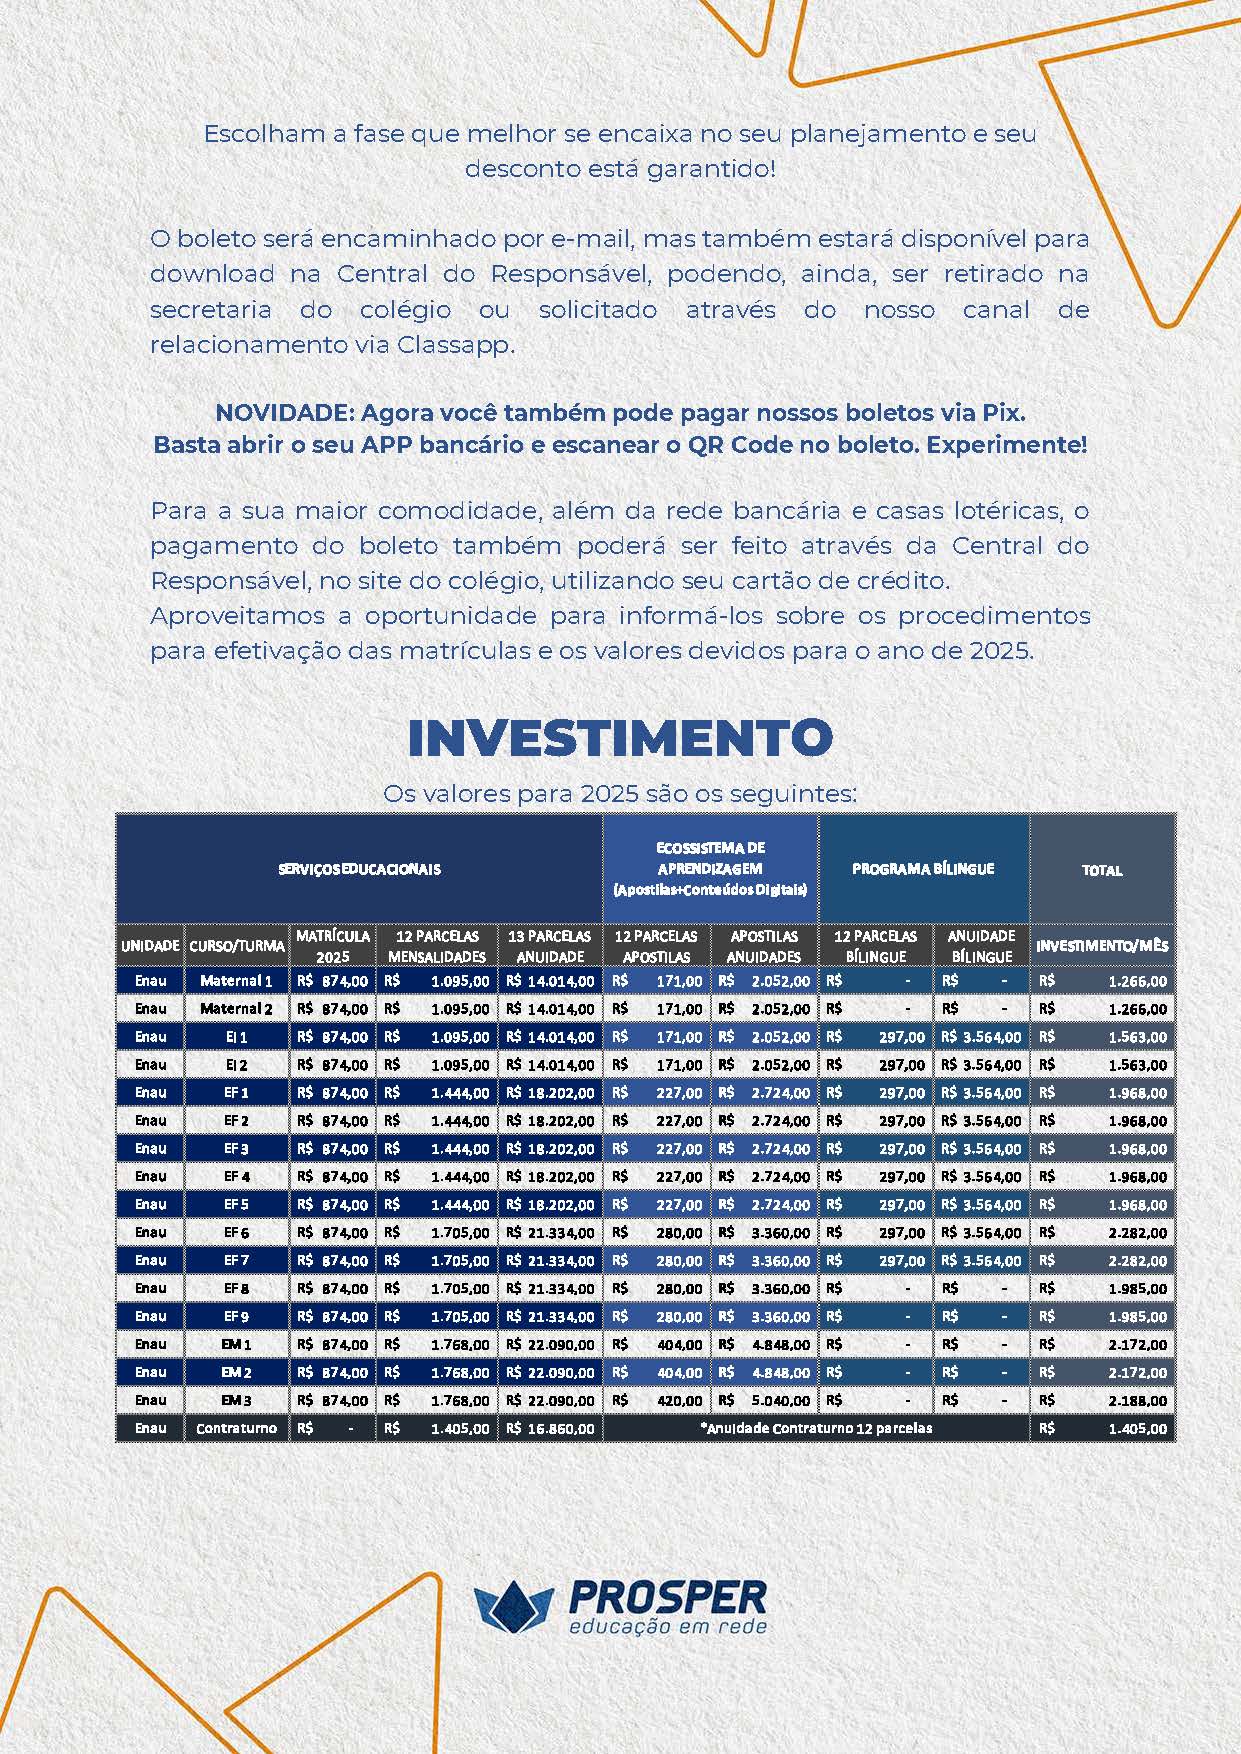 Escolham a fase que melhor se encaixa no seu planejamento e seu
desconto está garantido!
O boleto será encaminhado por e-mail, mas também estará disponível para
download na Central do Responsável, podendo, ainda, ser retirado na
secretaria do colégio ou solicitado através do nosso canal de
relacionamento via Classapp.
NOVIDADE: Agora você também pode pagar nossos boletos via Pix.
Basta abrir o seu APP bancário e escanear o QR Code no boleto. Experimente!
Para a sua maior comodidade, além da rede bancária e casas lotéricas, o
pagamento do boleto também poderá ser feito através da Central do
Responsável, no site do colégio, utilizando seu cartão de crédito.
Aproveitamos a oportunidade para informá-los sobre os procedimentos
para efetivação das matrículas e os valores devidos para o ano de 2025.
INVESTIMENTO
Os valores para 2025 são os seguintes:
SERVIÇOS EDUCACIONAIS ECOSSISTEMA DE APRENDIZAGEM (Apostilas+Conteúdos Digitais) PROGRAMA BÍLINGUE TOTAL
UNIDADE CURSO/TURMA MATRÍCULA 2025 12 PARCELAS MENSALIDADES 13 PARCELAS ANUIDADE 12 PARCELAS APOSTILAS APOSTILAS ANUIDADES 12 PARCELAS BÍLINGUE ANUIDADE BÍLINGUE INVESTIMENTO/MÊS
Enau Maternal 1 R$ 874,00 R$ 1.095,00 R$ 14.014,00 R$ 171,00 R$ 2.052,00 R$ - R$ - R$ 1.266,00
Enau Maternal 2 R$ 874,00 R$ 1.095,00 R$ 14.014,00 R$ 171,00 R$ 2.052,00 R$ - R$ - R$ 1.266,00
Enau EI 1 R$ 874,00 R$ 1.095,00 R$ 14.014,00 R$ 171,00 R$ 2.052,00 R$ 297,00 R$ 3.564,00 R$ 1.563,00
Enau EI 2 R$ 874,00 R$ 1.095,00 R$ 14.014,00 R$ 171,00 R$ 2.052,00 R$ 297,00 R$ 3.564,00 R$ 1.563,00
Enau EF 1 R$ 874,00 R$ 1.444,00 R$ 18.202,00 R$ 227,00 R$ 2.724,00 R$ 297,00 R$ 3.564,00 R$ 1.968,00
Enau EF 2 R$ 874,00 R$ 1.444,00 R$ 18.202,00 R$ 227,00 R$ 2.724,00 R$ 297,00 R$ 3.564,00 R$ 1.968,00
Enau EF 3 R$ 874,00 R$ 1.444,00 R$ 18.202,00 R$ 227,00 R$ 2.724,00 R$ 297,00 R$ 3.564,00 R$ 1.968,00
Enau EF 4 R$ 874,00 R$ 1.444,00 R$ 18.202,00 R$ 227,00 R$ 2.724,00 R$ 297,00 R$ 3.564,00 R$ 1.968,00
Enau EF 5 R$ 874,00 R$ 1.444,00 R$ 18.202,00 R$ 227,00 R$ 2.724,00 R$ 297,00 R$ 3.564,00 R$ 1.968,00
Enau EF 6 R$ 874,00 R$ 1.705,00 R$ 21.334,00 R$ 280,00 R$ 3.360,00 R$ 297,00 R$ 3.564,00 R$ 2.282,00
Enau EF 7 R$ 874,00 R$ 1.705,00 R$ 21.334,00 R$ 280,00 R$ 3.360,00 R$ 297,00 R$ 3.564,00 R$ 2.282,00
Enau EF 8 R$ 874,00 R$ 1.705,00 R$ 21.334,00 R$ 280,00 R$ 3.360,00 R$ - R$ - R$ 1.985,00
Enau EF 9 R$ 874,00 R$ 1.705,00 R$ 21.334,00 R$ 280,00 R$ 3.360,00 R$ - R$ - R$ 1.985,00
Enau EM 1 R$ 874,00 R$ 1.768,00 R$ 22.090,00 R$ 404,00 R$ 4.848,00 R$ - R$ - R$ 2.172,00
Enau EM 2 R$ 874,00 R$ 1.768,00 R$ 22.090,00 R$ 404,00 R$ 4.848,00 R$ - R$ - R$ 2.172,00
Enau EM 3 R$ 874,00 R$ 1.768,00 R$ 22.090,00 R$ 420,00 R$ 5.040,00 R$ - R$ - R$ 2.188,00
Enau Contraturno R$ - R$ 1.405,00 R$ 16.860,00 *Anuidade Contraturno 12 parcelas R$ 1.405,00
PROSPER
educação em rede